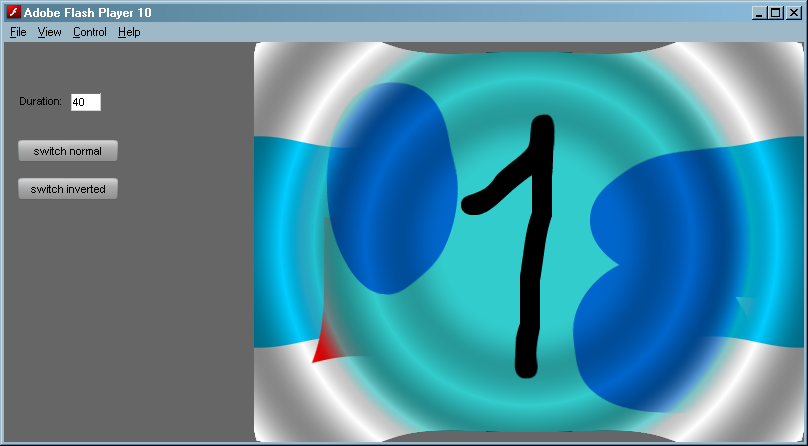 Adobe Flash Player 10
File View Control Help
Duration: 40
switch normal
switch inverted
1